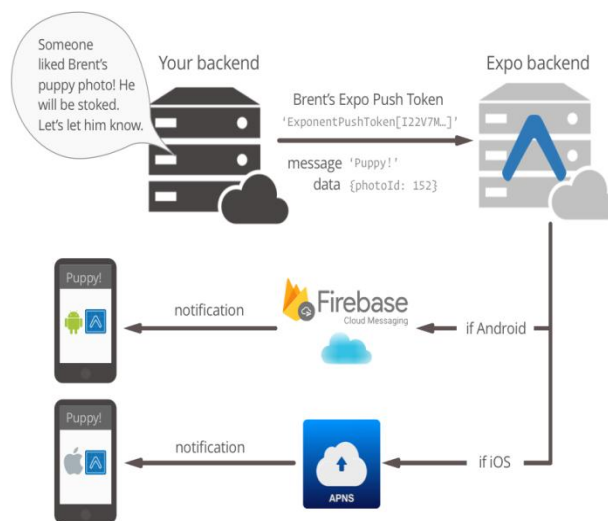 Someone
liked Brent's
puppy photo! He
will be stoked.
Let's let him know.
Your backend
Expo backend
Brent's Expo Push Token
'ExponentPushToken[I22V7M…]'
message 'Puppy!'
data {photoId: 152}
Puppy!
notification
Firebase
Cloud Messaging
if Android
Puppy!
notification
APNS
if iOS